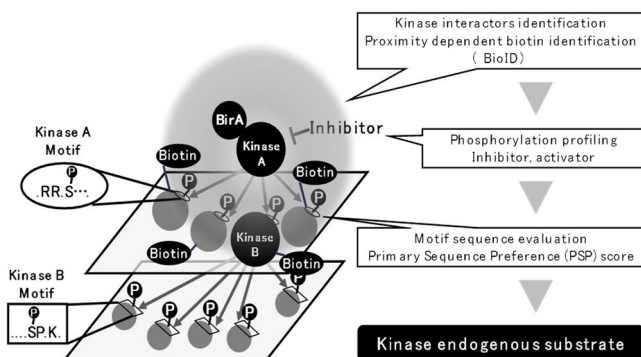 Kinase interactors identification
Proximity dependent biotin identification
( BioID)
BirA
Kinase
A
Inhibitor
Phosphorylation profiling
Inhibitor, activator
Kinase A
Motif
P
.RR.S….
Biotin
P
P
P
P
Biotin
Kinase
B
Biotin
Biotin
Motif sequence evaluation
Primary Sequence Preference (PSP) score
Kinase B
Motif
P
....SP.K.
P
P
P
P
P
Kinase endogenous substrate